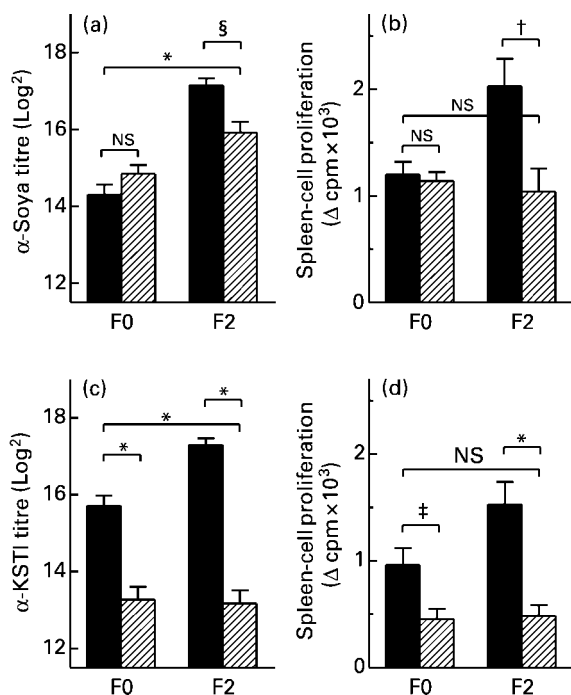 (a)
α-Soya titre (Log²)
18
16
14
12
NS
*
§
F0
F2
(b)
Spleen-cell proliferation
(Δ cpm × 10³)
2
1
0
NS
NS
†
F0
F2
(c)
α-KSTI titre (Log²)
18
16
14
12
*
*
*
F0
F2
(d)
Spleen-cell proliferation
(Δ cpm × 10³)
2
1
0
‡
NS
*
F0
F2